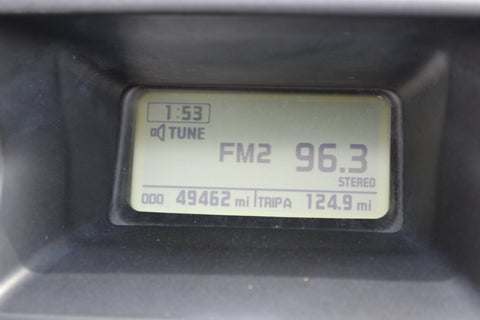 1:53
TUNE
FM2 96.3
STEREO
ODO 49462 mi TRIPA 124.9 mi